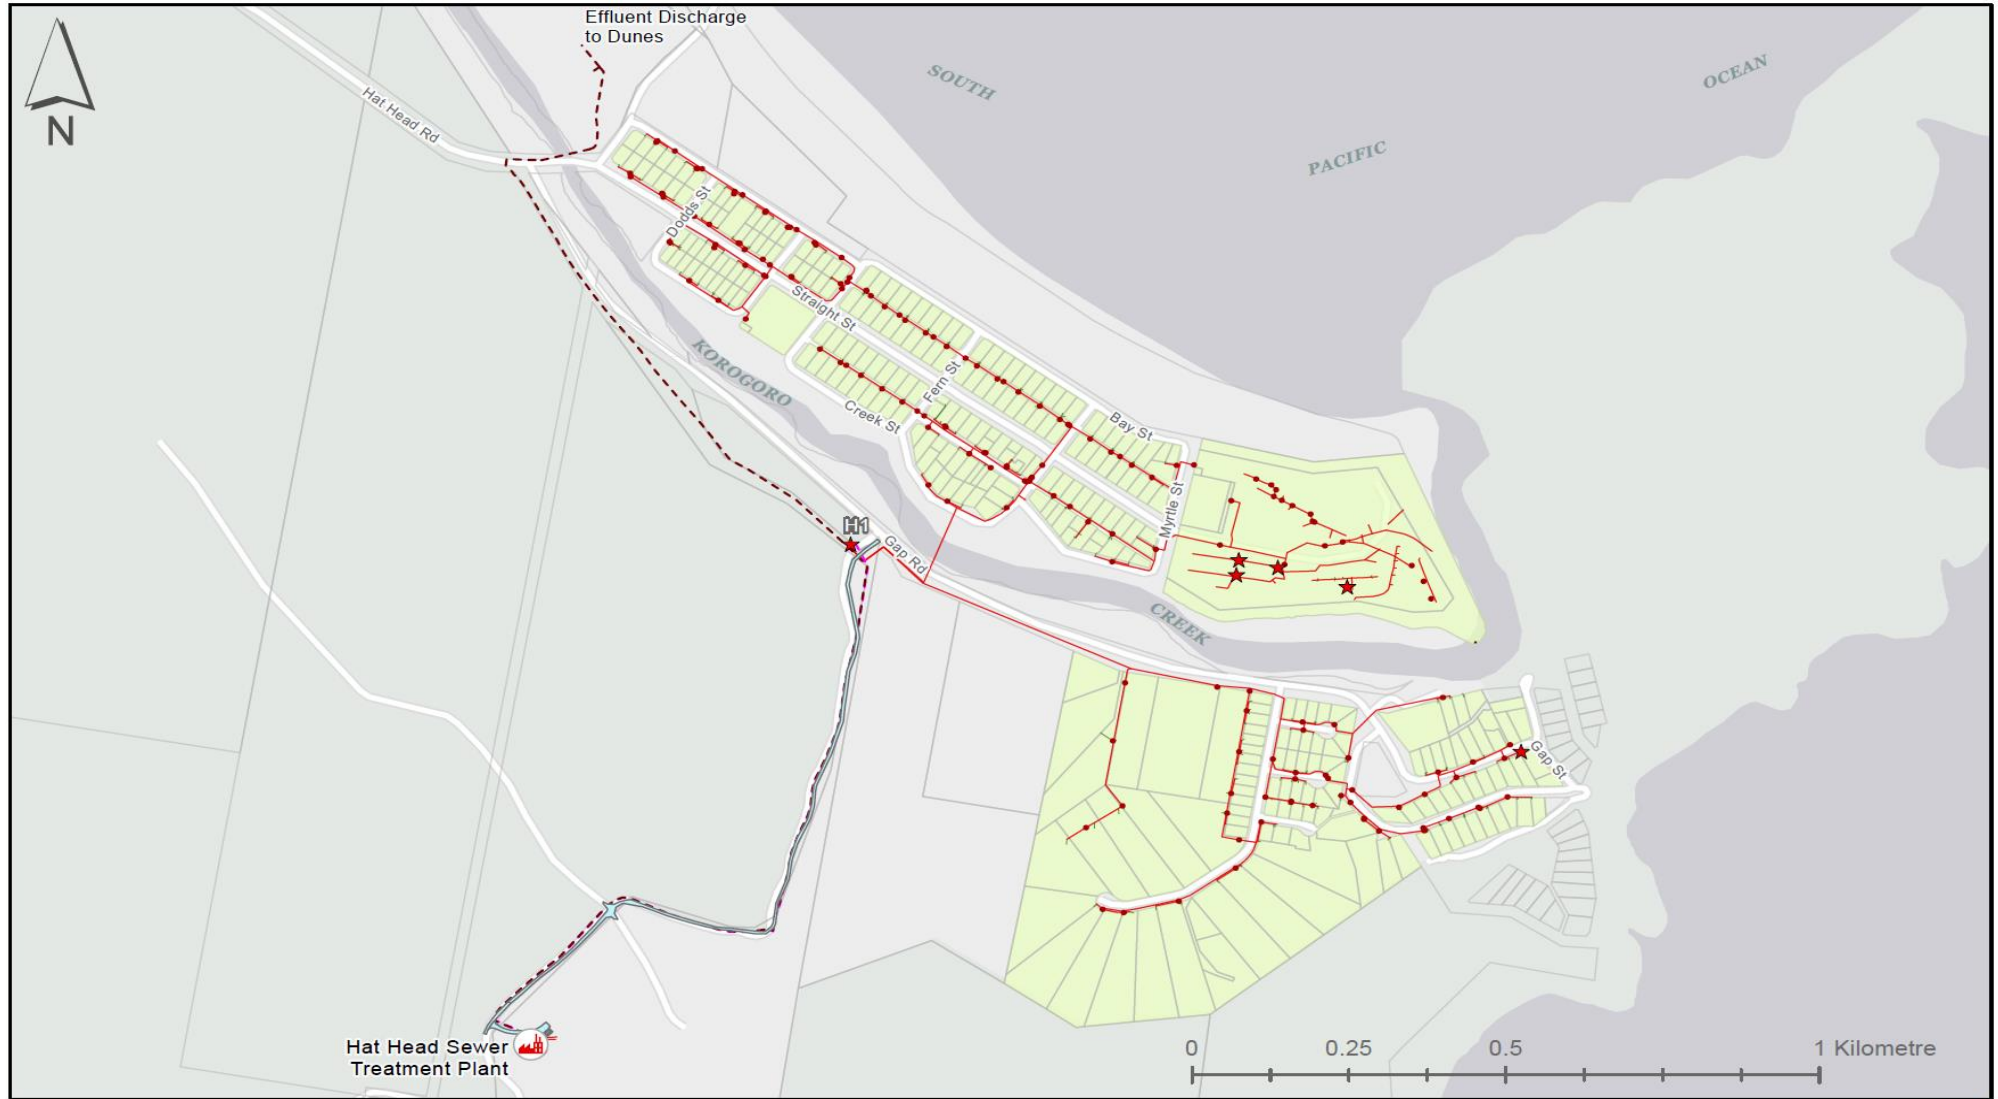 Effluent Discharge
to Dunes
SOUTH
OCEAN
Hat Head Rd
N
PACIFIC
Dodds St
Straight St
KOROGORO
Fern St
Creek St
Bay St
Myrtle St
H1
Gap Rd
CREEK
Gap St
Hat Head Sewer
Treatment Plant
0 0.25 0.5 1 Kilometre